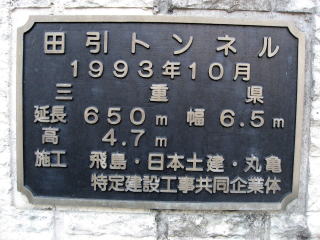 田引トンネル
1993年10月
三重県
延長 650m 幅 6.5m
高 4.7m
施工 飛島・日本土建・丸亀
特定建設工事共同企業体